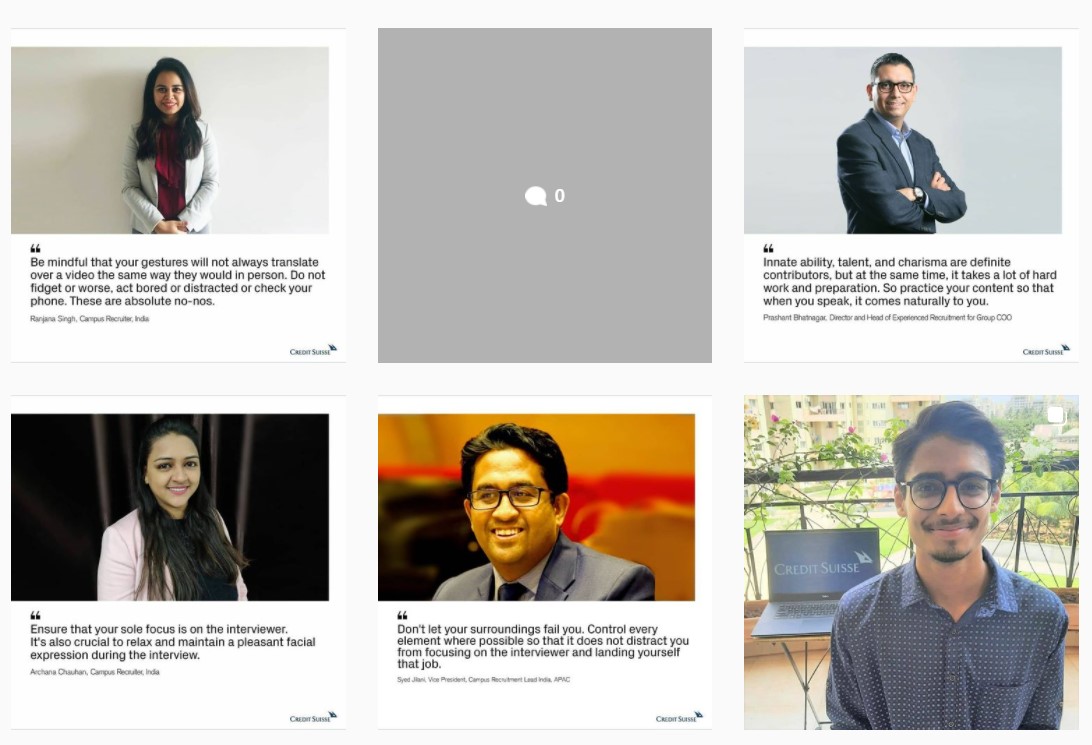 “
Be mindful that your gestures will not always translate
over a video the same way they would in person. Do not
fidget or worse, act bored or distracted or check your
phone. These are absolute no-nos.
Ranjana Singh, Campus Recruiter, India
CREDIT SUISSE
0
“
Innate ability, talent, and charisma are definite
contributors, but at the same time, it takes a lot of hard
work and preparation. So practice your content so that
when you speak, it comes naturally to you.
Prashant Bhatnagar, Director and Head of Experienced Recruitment for Group COO
CREDIT SUISSE
“
Ensure that your sole focus is on the interviewer.
It's also crucial to relax and maintain a pleasant facial
expression during the interview.
Archana Chauhan, Campus Recruiter, India
CREDIT SUISSE
“
Don't let your surroundings fail you. Control every
element where possible so that it does not distract you
from focusing on the interviewer and landing yourself
that job.
Syed Jilani, Vice President, Campus Recruitment Lead India, APAC
CREDIT SUISSE
CREDIT SUISSE